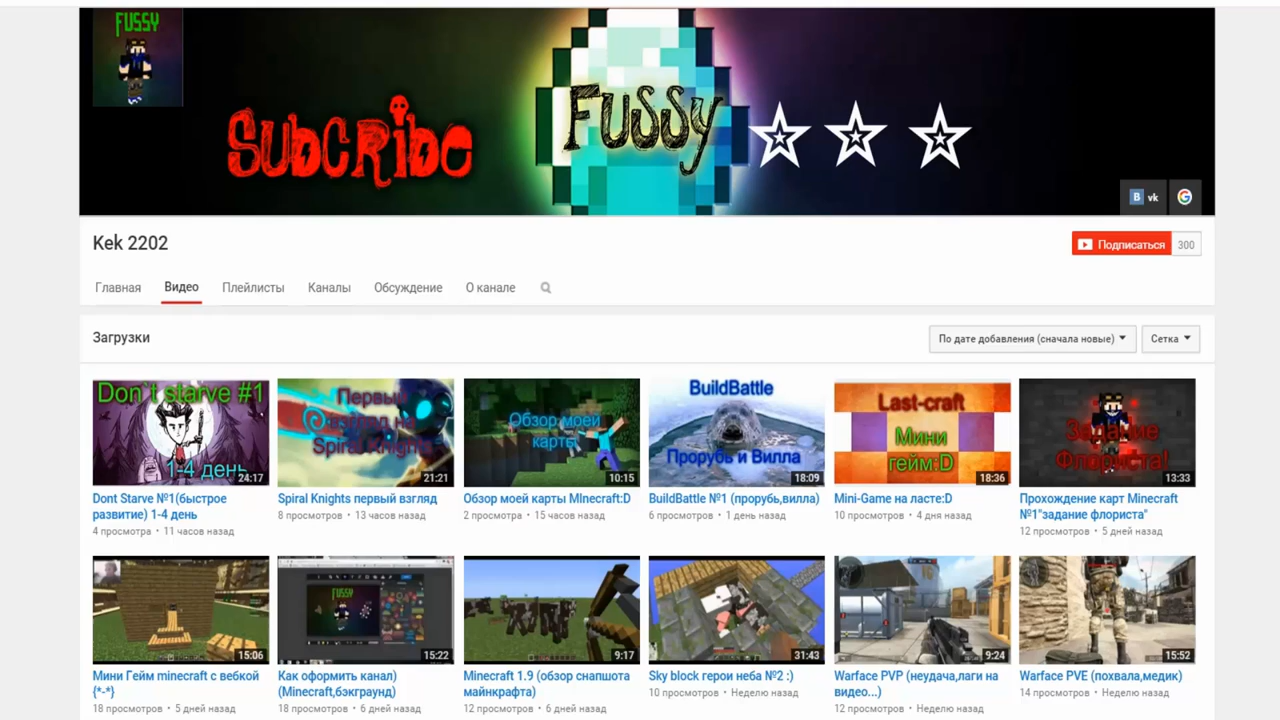 FUSSY
SUBCRibe
FUSSY
B vk
G
Kek 2202
Подписаться 300
Главная Видео Плейлисты Каналы Обсуждение О канале
Загрузки
По дате добавления (сначала новые) Сетка
Don`t starve #1
1-4 день
24:17
Первый
взгляд на
Spiral Knights
21:21
Обзор моей
карты
10:15
BuildBattle
Прорубь и Вилла
18:09
Last-craft
Мини
гейм:D
18:36
Задание
Флориста!
13:33
Dont Starve №1(быстрое
развитие) 1-4 день
4 просмотра • 11 часов назад
Spiral Knights первый взгляд
8 просмотров • 13 часов назад
Обзор моей карты MInecraft:D
2 просмотра • 15 часов назад
BuildBattle №1 (прорубь,вилла)
6 просмотров • 1 день назад
Mini-Game на ласте:D
10 просмотров • 4 дня назад
Прохождение карт Minecraft
№1"задание флориста"
12 просмотров • 5 дней назад
15:06
FUSSY
15:22
9:17
31:43
9:24
15:52
Мини Гейм minecraft с вебкой
{*-*}
18 просмотров • 5 дней назад
Как оформить канал)
(Minecraft,бэкграунд)
18 просмотров • 6 дней назад
Minecraft 1.9 (обзор снапшота
майнкрафта)
12 просмотров • 6 дней назад
Sky block герои неба №2 :)
10 просмотров • Неделю назад
Warface PVP (неудача,лаги на
видео...)
12 просмотров • Неделю назад
Warface PVE (похвала,медик)
14 просмотров • Неделю назад